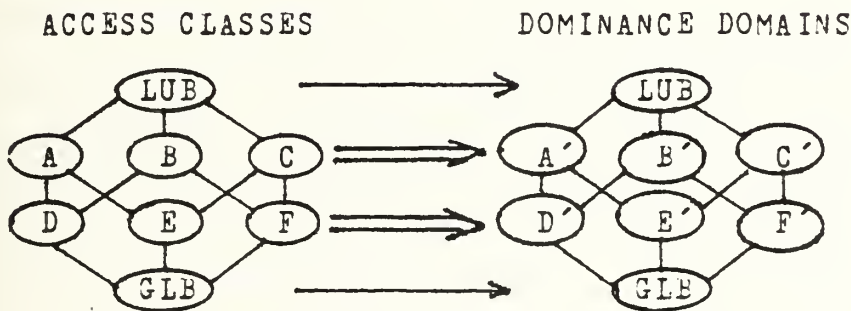 ACCESS CLASSES DOMINANCE DOMAINS
LUB LUB
A B C A´ B´ C´
D E F D´ E´ F´
GLB GLB